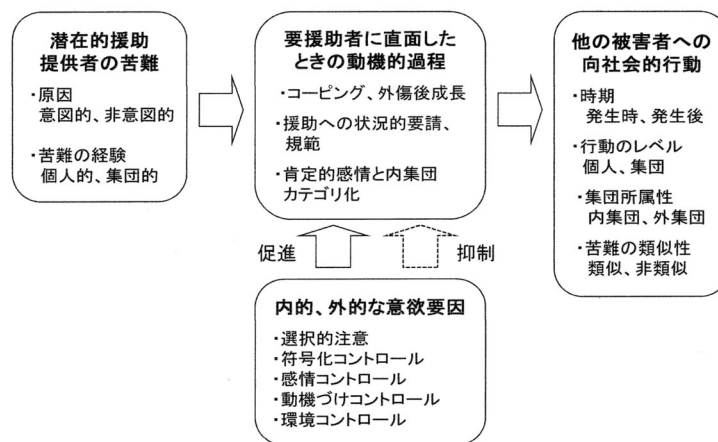 潜在的援助
提供者の苦難
・原因
意図的、非意図的
・苦難の経験
個人的、集団的
要援助者に直面した
ときの動機的過程
・コーピング、外傷後成長
・援助への状況的要請、
規範
・肯定的感情と内集団
カテゴリ化
他の被害者への
向社会的行動
・時期
発生時、発生後
・行動のレベル
個人、集団
・集団所属性
内集団、外集団
・苦難の類似性
類似、非類似
促進
抑制
内的、外的な意欲要因
・選択的注意
・符号化コントロール
・感情コントロール
・動機づけコントロール
・環境コントロール